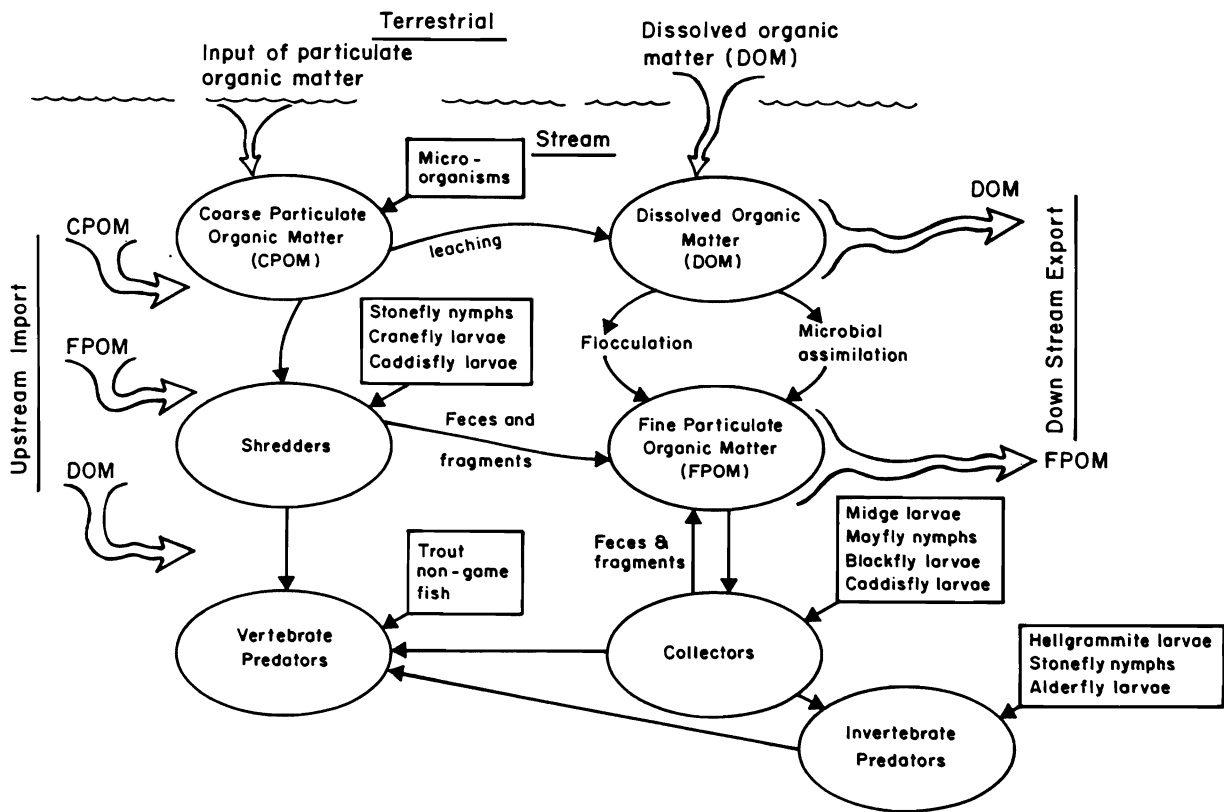 Terrestrial
Input of particulate
organic matter
Dissolved organic
matter (DOM)
Stream
Micro-
organisms
Coarse Particulate
Organic Matter
(CPOM)
leaching
Dissolved Organic
Matter
(DOM)
DOM
Upstream Import
CPOM
FPOM
DOM
Down Stream Export
FPOM
Stonefly nymphs
Cranefly larvae
Caddisfly larvae
Flocculation
Microbial
assimilation
Shredders
Feces and
fragments
Fine Particulate
Organic Matter
(FPOM)
Feces &
fragments
Midge larvae
Mayfly nymphs
Blackfly larvae
Caddisfly larvae
Trout
non-game
fish
Vertebrate
Predators
Collectors
Hellgrammite larvae
Stonefly nymphs
Alderfly larvae
Invertebrate
Predators